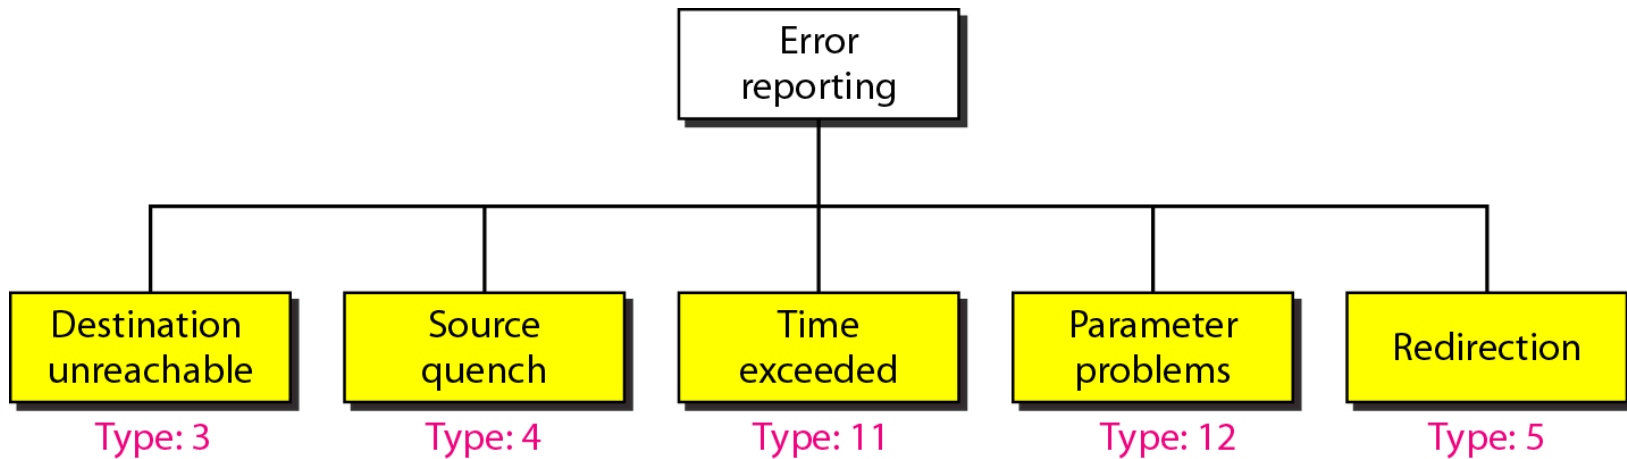 Error
reporting
Destination
unreachable
Source
quench
Time
exceeded
Parameter
problems
Redirection
Type: 3
Type: 4
Type: 11
Type: 12
Type: 5